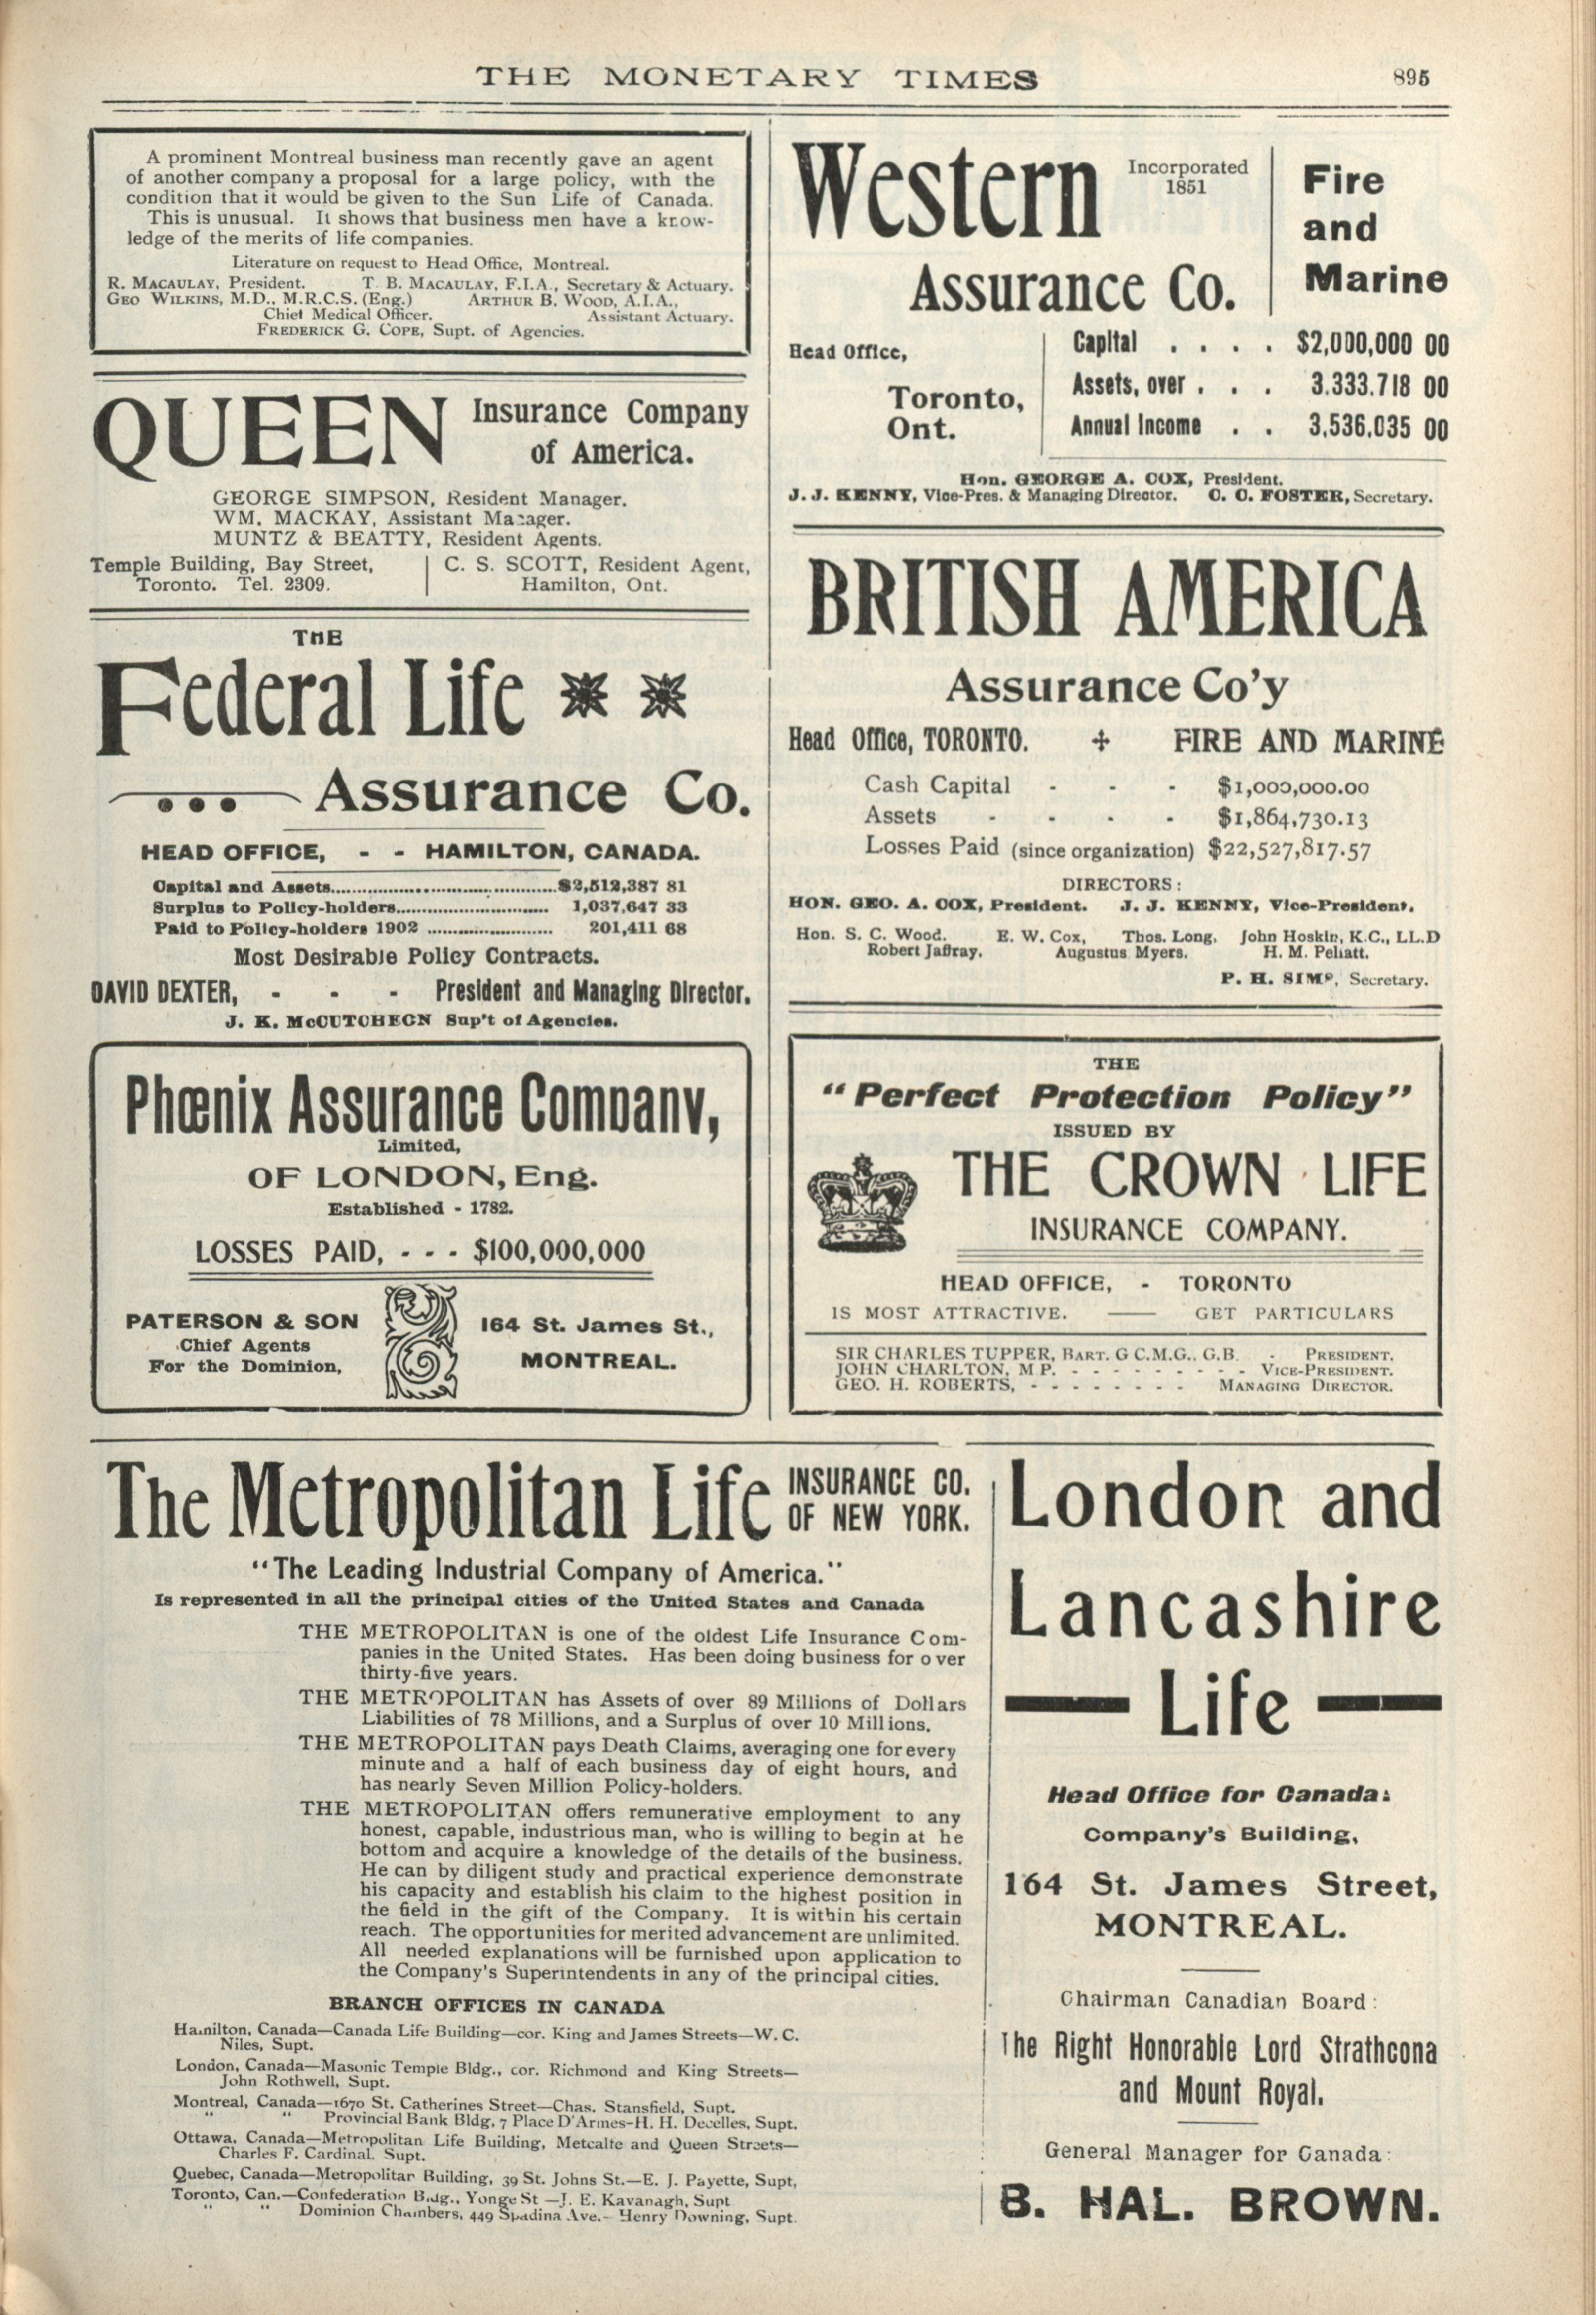 THE MONETARY TIMES
895
A prominent Montreal business man recently gave an agent
of another company a proposal for a large policy, with the
condition that it would be given to the Sun Life of Canada.
This is unusual. It shows that business men have a know-
ledge of the merits of life companies.
Literature on request to Head Office, Montreal.
R. MACAULAY, President. T. B. MACAULAY, F.I.A., Secretary & Actuary.
GEO WILKINS, M.D., M.R.C.S. (Eng.) ARTHUR B. WOOD, A.I.A.,
Chief Medical Officer. Assistant Actuary.
FREDERICK G. COPE, Supt. of Agencies.
QUEEN Insurance Company
of America.
GEORGE SIMPSON, Resident Manager.
WM. MACKAY, Assistant Manager.
MUNTZ & BEATTY, Resident Agents.
Temple Building, Bay Street, C. S. SCOTT, Resident Agent,
Toronto. Tel. 2309. Hamilton, Ont.
THE
Federal Life
Assurance Co.
HEAD OFFICE, - - HAMILTON, CANADA.
Capital and Assets........$2,512,387 81
Surplus to Policy-holders........ 1,037,647 33
Paid to Policy-holders 1902 ........ 201,411 68
Most Desirable Policy Contracts.
DAVID DEXTER, - - - President and Managing Director.
J. K. McCUTCHEON Sup't of Agencies.
Phœnix Assurance Company,
Limited,
OF LONDON, Eng.
Established - 1782.
LOSSES PAID, - - - $100,000,000
PATERSON & SON
Chief Agents
For the Dominion,
164 St. James St.,
MONTREAL.
Western Incorporated
1851
Assurance Co.
Fire
and
Marine
Head Office,
Toronto,
Ont.
Capital . . . . $2,000,000 00
Assets, over . . . 3.333.718 00
Annual Income . . 3,536,035 00
Hon. GEORGE A. COX, President.
J. J. KENNY, Vice-Pres. & Managing Director. C. C. FOSTER, Secretary.
BRITISH AMERICA
Assurance Co'y
Head Office, TORONTO. + FIRE AND MARINE
Cash Capital - - - $1,000,000.00
Assets - - - - $1,864,730.13
Losses Paid (since organization) $22,527,817.57
DIRECTORS:
HON. GEO. A. COX, President. J. J. KENNY, Vice-President.
Hon. S. C. Wood. E. W. Cox, Thos. Long, John Hoskin, K.C., LL.D
Robert Jaffray. Augustus Myers. H. M. Pellatt.
P. H. SIMS, Secretary.
THE
"Perfect Protection Policy"
ISSUED BY
THE CROWN LIFE
INSURANCE COMPANY.
HEAD OFFICE, - TORONTO
IS MOST ATTRACTIVE. —— GET PARTICULARS
SIR CHARLES TUPPER, BART. G C.M.G., G.B. - PRESIDENT.
JOHN CHARLTON, M P. - - - - - - - - - VICE-PRESIDENT.
GEO. H. ROBERTS, - - - - - - - - MANAGING DIRECTOR.
The Metropolitan Life INSURANCE CO.
OF NEW YORK.
"The Leading Industrial Company of America."
Is represented in all the principal cities of the United States and Canada
THE METROPOLITAN is one of the oldest Life Insurance Com-
panies in the United States. Has been doing business for over
thirty-five years.
THE METROPOLITAN has Assets of over 89 Millions of Dollars
Liabilities of 78 Millions, and a Surplus of over 10 Millions.
THE METROPOLITAN pays Death Claims, averaging one for every
minute and a half of each business day of eight hours, and
has nearly Seven Million Policy-holders.
THE METROPOLITAN offers remunerative employment to any
honest, capable, industrious man, who is willing to begin at he
bottom and acquire a knowledge of the details of the business.
He can by diligent study and practical experience demonstrate
his capacity and establish his claim to the highest position in
the field in the gift of the Company. It is within his certain
reach. The opportunities for merited advancement are unlimited.
All needed explanations will be furnished upon application to
the Company's Superintendents in any of the principal cities.
BRANCH OFFICES IN CANADA
Hamilton, Canada—Canada Life Building—cor. King and James Streets—W. C.
Niles, Supt.
London, Canada—Masonic Temple Bldg., cor. Richmond and King Streets—
John Rothwell, Supt.
Montreal, Canada—1670 St. Catherines Street—Chas. Stansfield, Supt.
" " Provincial Bank Bldg, 7 Place D'Armes-H. H. Decelles, Supt.
Ottawa, Canada—Metropolitan Life Building, Metcalfe and Queen Streets—
Charles F. Cardinal. Supt.
Quebec, Canada—Metropolitan Building, 39 St. Johns St.—E. J. Payette, Supt,
Toronto, Can.—Confederation Bldg., Yonge St —J. E. Kavanagh, Supt
" " Dominion Chambers, 449 Spadina Ave.— Henry Downing, Supt.
London and
Lancashire
Life
Head Office for Canada:
Company's Building,
164 St. James Street,
MONTREAL.
Chairman Canadian Board:
The Right Honorable Lord Strathcona
and Mount Royal.
General Manager for Canada:
B. HAL. BROWN.